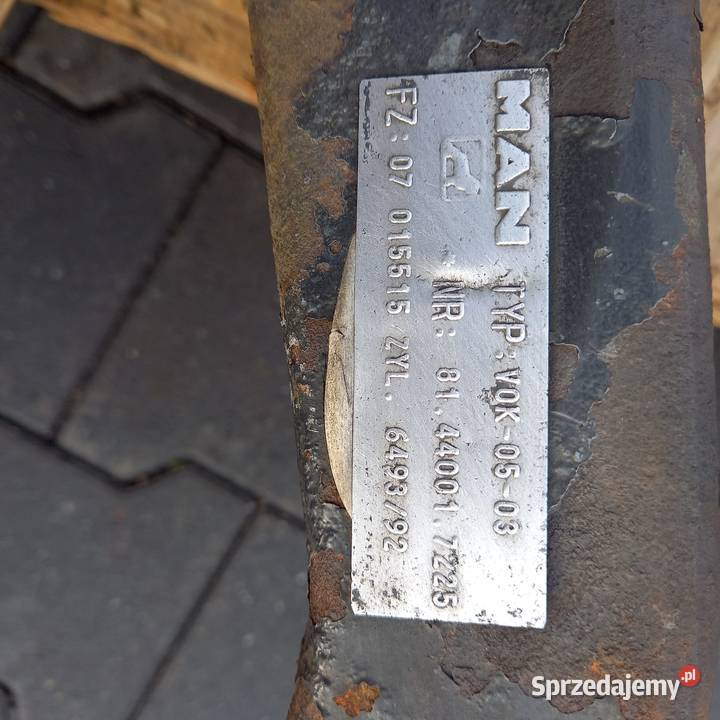 MAN TYP: VOK-05-03
NR: 81.44001.7225
FZ: 07 015515 ZYL. 6493/92
Sprzedajemy.pl